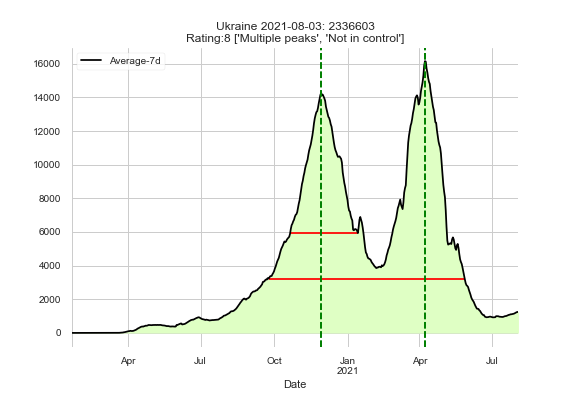 Ukraine 2021-08-03: 2336603
Rating:8 ['Multiple peaks', 'Not in control']
Average-7d
16000
14000
12000
10000
8000
6000
4000
2000
0
Apr Jul Oct Jan Apr Jul
2021
Date